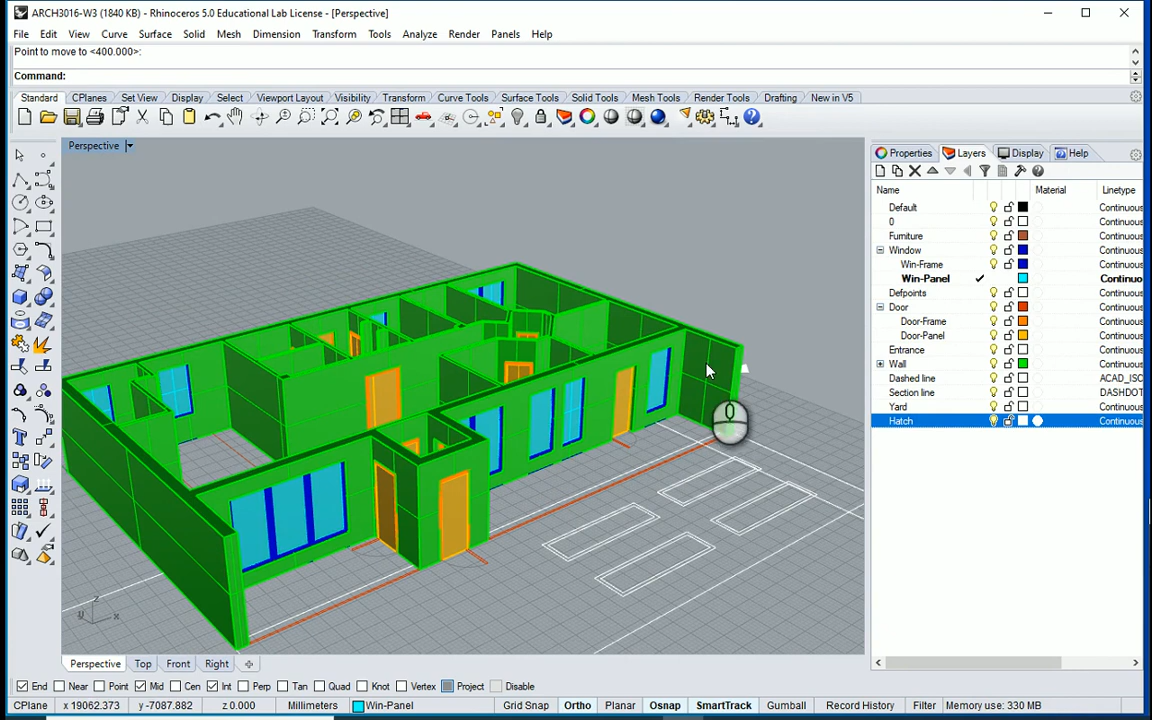 ARCH3016-W3 (1840 KB) - Rhinoceros 5.0 Educational Lab License - [Perspective]
File Edit View Curve Surface Solid Mesh Dimension Transform Tools Analyze Render Panels Help
Point to move to <400.000>:
Command:
Standard CPlanes Set View Display Select Viewport Layout Visibility Transform Curve Tools Surface Tools Solid Tools Mesh Tools Render Tools Drafting New in V5
Perspective
Properties Layers Display Help
Name Material Linetype
Default Continuous
0 Continuous
Furniture Continuous
Window Continuous
Win-Frame Continuous
Win-Panel Continuo
Defpoints Continuous
Door Continuous
Door-Frame Continuous
Door-Panel Continuous
Entrance Continuous
Wall Continuous
Dashed line ACAD_ISO
Section line DASHDOT
Yard Continuous
Hatch Continuous
z
y x
Perspective Top Front Right
End Near Point Mid Cen Int Perp Tan Quad Knot Vertex Project Disable
CPlane x 19062.373 y -7087.882 z 0.000 Millimeters Win-Panel Grid Snap Ortho Planar Osnap SmartTrack Gumball Record History Filter Memory use: 330 MB